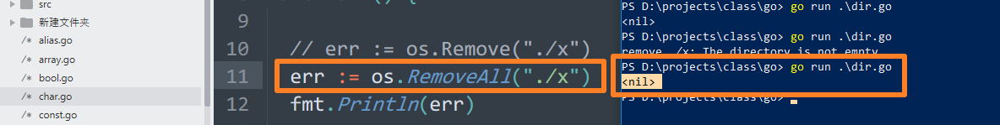 src
新建文件夹
alias.go
array.go
bool.go
char.go
const.go
9
10 // err := os.Remove("./x")
11 err := os.RemoveAll("./x")
12 fmt.Println(err)
PS D:\projects\class\go> go run .\dir.go
<nil>
PS D:\projects\class\go> go run .\dir.go
remove ./x: The directory is not empty.
PS D:\projects\class\go> go run .\dir.go
<nil>
PS D:\projects\class\go>